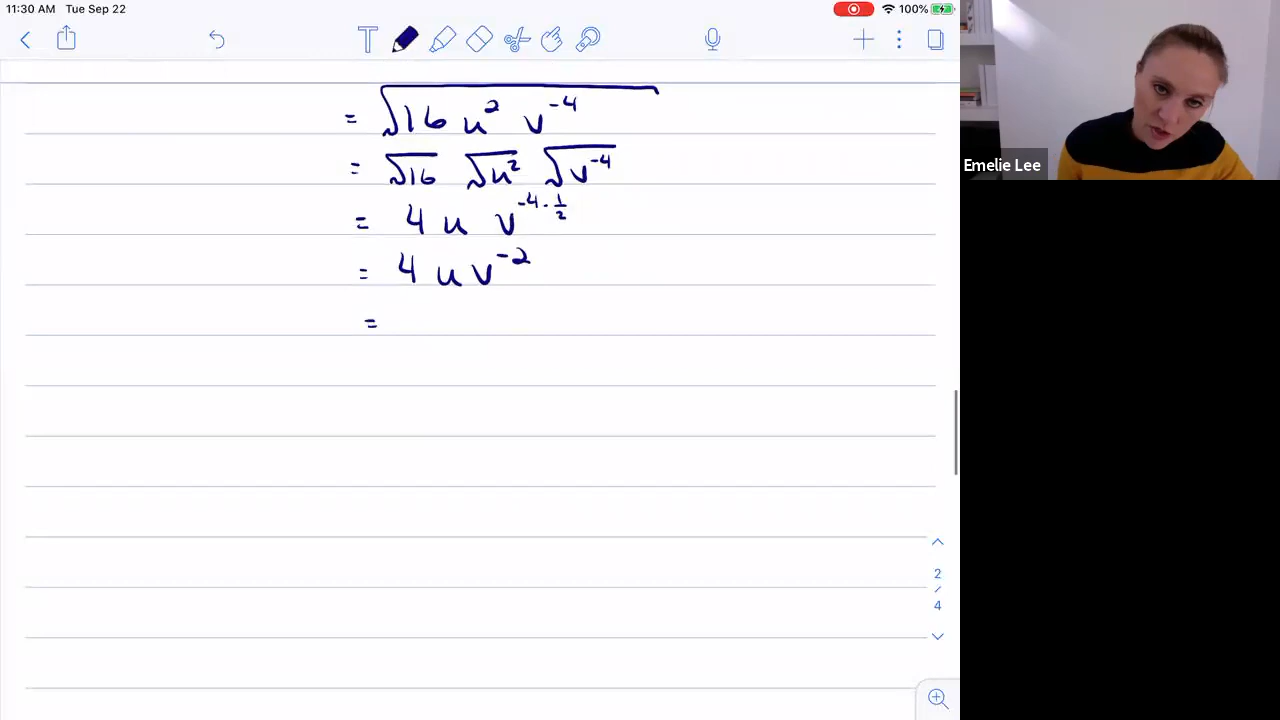 11:30 AM Tue Sep 22
100%
= √16 u² v⁻⁴
= √16 √u² √v⁻⁴
= 4 u v⁻⁴·½
= 4 u v⁻²
=
Emelie Lee
2
4